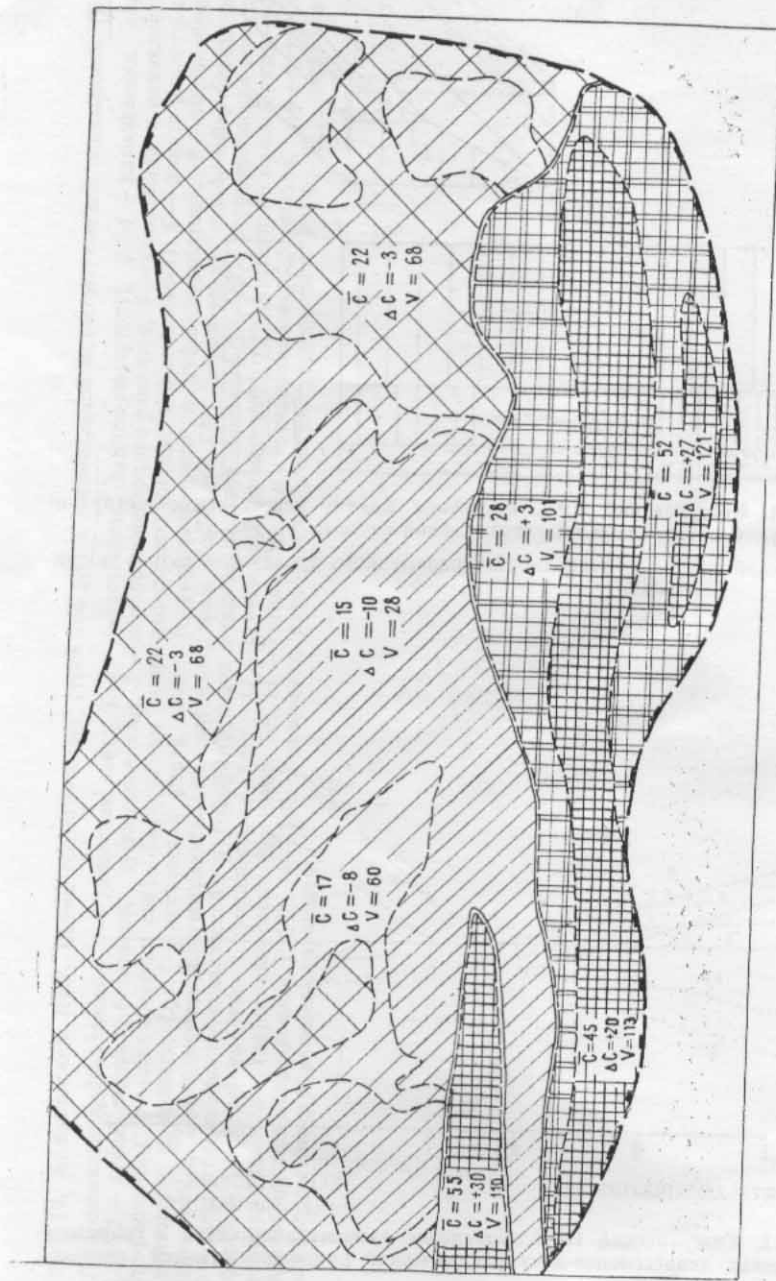 C̅ = 22
ΔC = -3
V = 68
C̅ = 22
ΔC = -3
V = 68
C̅ = 15
ΔC = -10
V = 28
C̅ = 17
ΔC = -8
V = 60
C̅ = 28
ΔC = +3
V = 101
C̅ = 52
ΔC = +27
V = 121
C̅ = 45
ΔC = +20
V = 113
C̅ = 55
ΔC = +30
V = 110